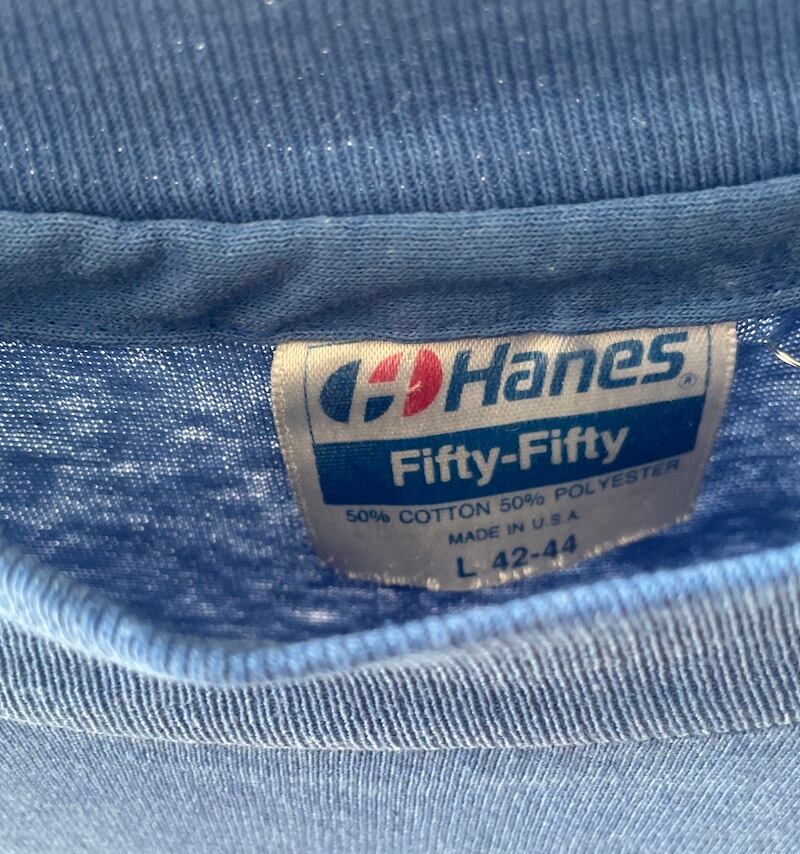 Hanes®
Fifty-Fifty
50% COTTON 50% POLYESTER
MADE IN U.S.A
L 42-44